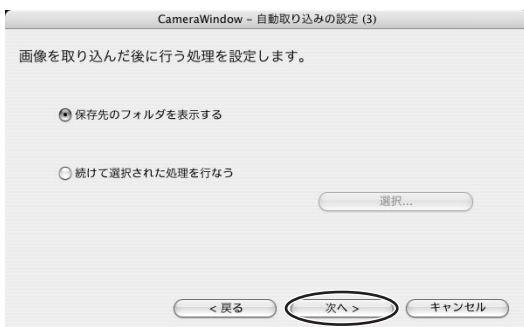 CameraWindow – 自動取り込みの設定 (3)
画像を取り込んだ後に行う処理を設定します。
保存先のフォルダを表示する
続けて選択された処理を行なう
選択...
< 戻る 次へ > キャンセル